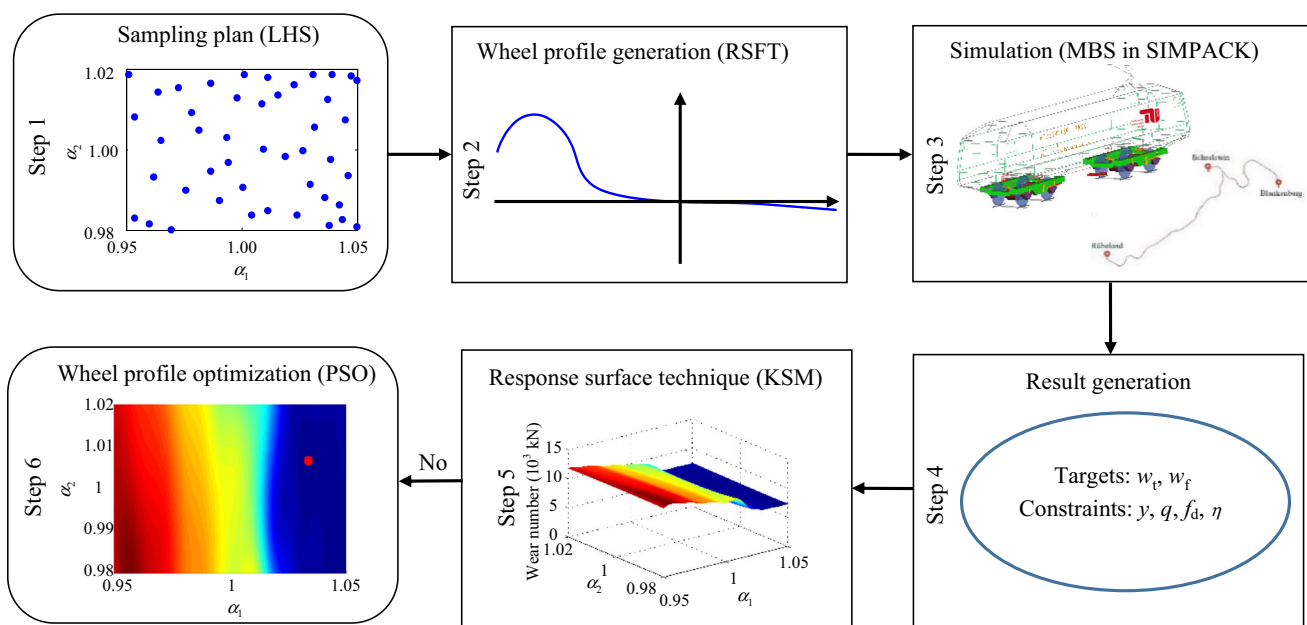 Sampling plan (LHS)
Step 1
α₂
1.02
1.00
0.98
0.95
1.00
1.05
α₁
Wheel profile generation (RSFT)
Step 2
Simulation (MBS in SIMPACK)
Step 3
Blankenburg
Rübeland
Result generation
Step 4
Targets: wₜ, w_f
Constraints: y, q, f_d, η
Response surface technique (KSM)
Step 5
Wear number (10³ kN)
15
10
5
0
1.02
1
0.98
α₂
0.95
1
1.05
α₁
No
Wheel profile optimization (PSO)
Step 6
α₂
1.02
1.01
1
0.99
0.98
0.95
1
1.05
α₁